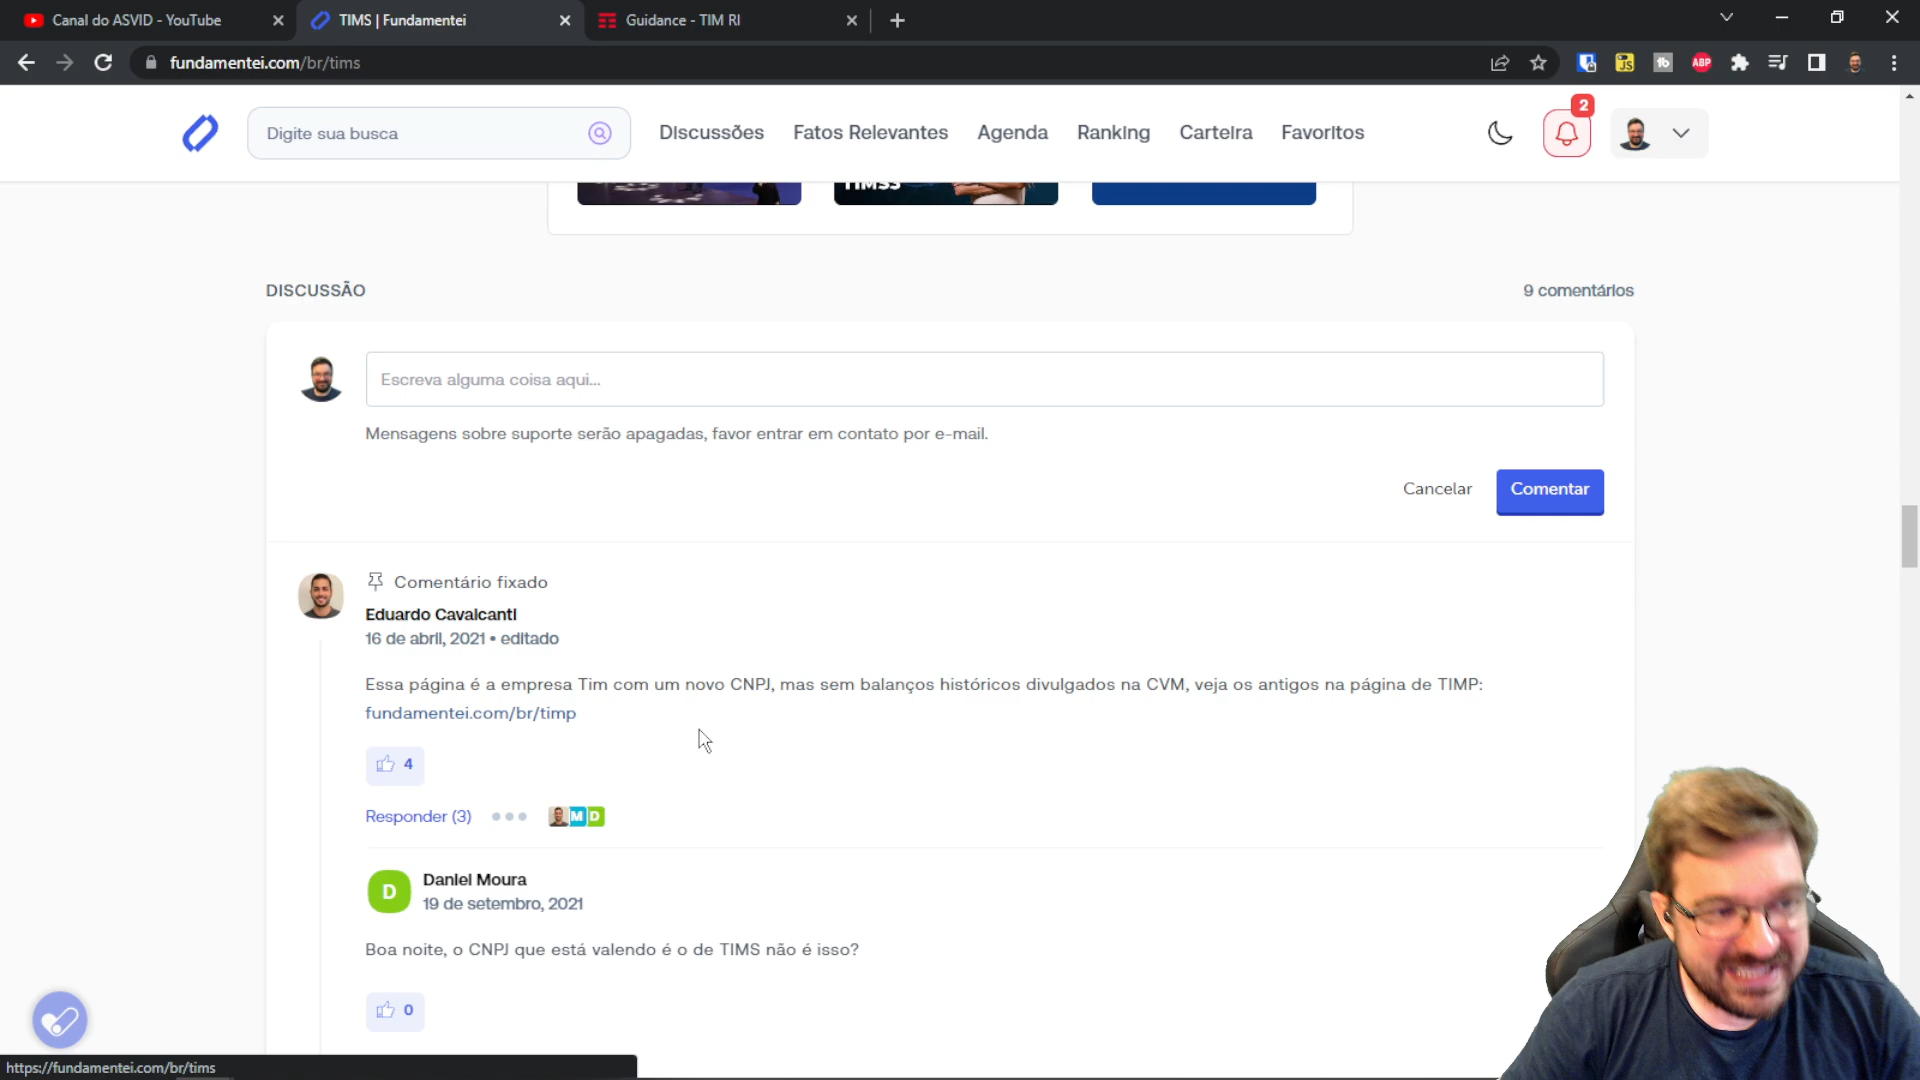 Canal do ASVID - YouTube
TIMS | Fundamentei
Guidance - TIM RI
fundamentei.com/br/tims
JS
ABP
Digite sua busca
Discussões
Fatos Relevantes
Agenda
Ranking
Carteira
Favoritos
2
TIMS3
DISCUSSÃO
9 comentários
Escreva alguma coisa aqui...
Mensagens sobre suporte serão apagadas, favor entrar em contato por e-mail.
Cancelar
Comentar
Comentário fixado
Eduardo Cavalcanti
16 de abril, 2021 • editado
Essa página é a empresa Tim com um novo CNPJ, mas sem balanços históricos divulgados na CVM, veja os antigos na página de TIMP:
fundamentei.com/br/timp
4
Responder (3)
M D
D
Daniel Moura
19 de setembro, 2021
Boa noite, o CNPJ que está valendo é o de TIMS não é isso?
0
https://fundamentei.com/br/tims